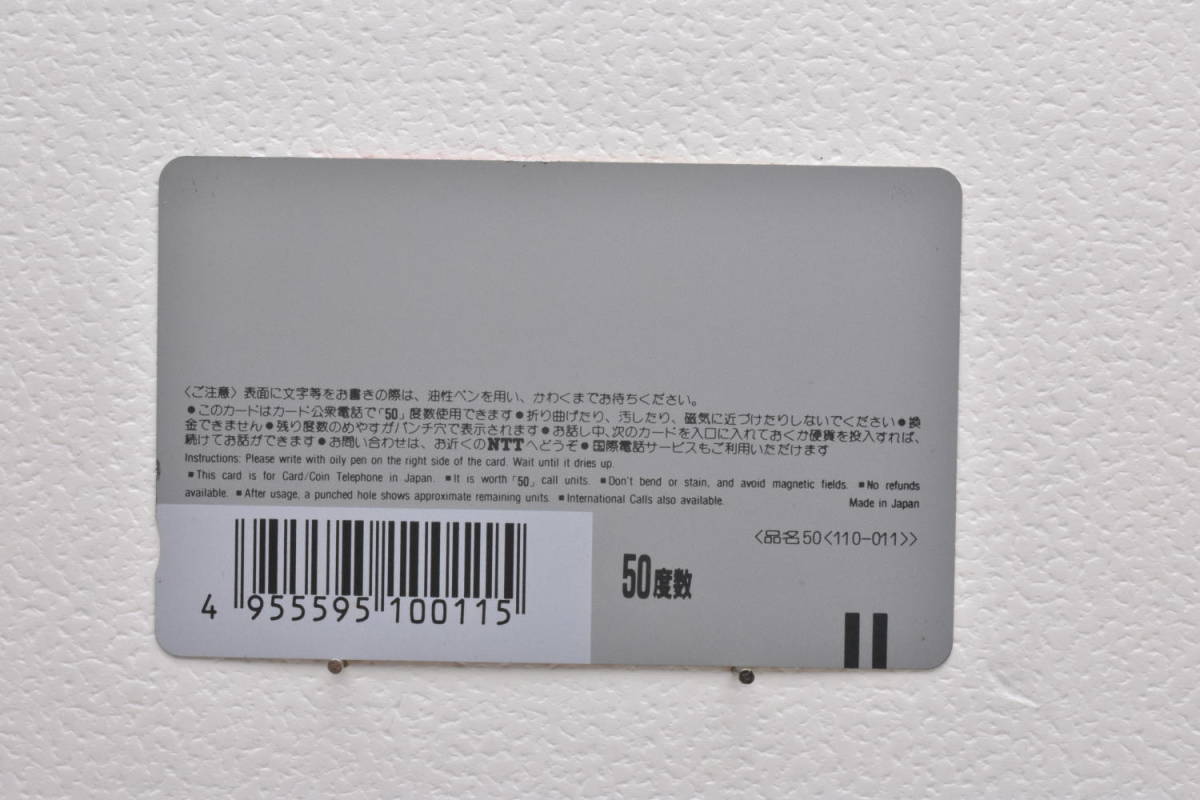 〈ご注意〉表面に文字等をお書きの際は、油性ペンを用い、かわくまでお待ちください。
●このカードはカード公衆電話で「50」度数使用できます●折り曲げたり、汚したり、磁気に近づけたりしないでください●換
金できません●残り度数のめやすがパンチ穴で表示されます●お話し中、次のカードを入口に入れておくか硬貨を投入すれば、
続けてお話ができます●お問い合わせは、お近くのNTTへどうぞ●国際電話サービスもご利用いただけます
Instructions: Please write with oily pen on the right side of the card. Wait until it dries up.
■This card is for Card/Coin Telephone in Japan. ■It is worth「50」call units. ■Don't bend or stain, and avoid magnetic fields. ■No refunds
available. ■After usage, a punched hole shows approximate remaining units. ■International Calls also available. Made in Japan
〈品名50〈110-011〉〉
50度数
4 955595 100115